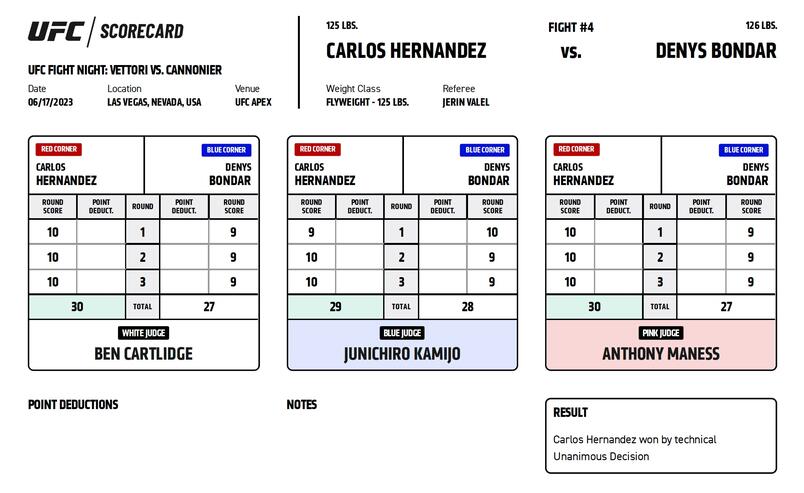 UFC SCORECARD
UFC FIGHT NIGHT: VETTORI VS. CANNONIER
Date Location Venue
06/17/2023 LAS VEGAS, NEVADA, USA UFC APEX
125 LBS. FIGHT #4 126 LBS.
CARLOS HERNANDEZ VS. DENYS BONDAR
Weight Class Referee
FLYWEIGHT - 125 LBS. JERIN VALEL
RED CORNER BLUE CORNER
CARLOS DENYS
HERNANDEZ BONDAR
ROUND SCORE POINT DEDUCT. ROUND POINT DEDUCT. ROUND SCORE
10 1 9
10 2 9
10 3 9
30 TOTAL 27
WHITE JUDGE
BEN CARTLIDGE
RED CORNER BLUE CORNER
CARLOS DENYS
HERNANDEZ BONDAR
ROUND SCORE POINT DEDUCT. ROUND POINT DEDUCT. ROUND SCORE
9 1 10
10 2 9
10 3 9
29 TOTAL 28
BLUE JUDGE
JUNICHIRO KAMIJO
RED CORNER BLUE CORNER
CARLOS DENYS
HERNANDEZ BONDAR
ROUND SCORE POINT DEDUCT. ROUND POINT DEDUCT. ROUND SCORE
10 1 9
10 2 9
10 3 9
30 TOTAL 27
PINK JUDGE
ANTHONY MANESS
POINT DEDUCTIONS
NOTES
RESULT
Carlos Hernandez won by technical
Unanimous Decision